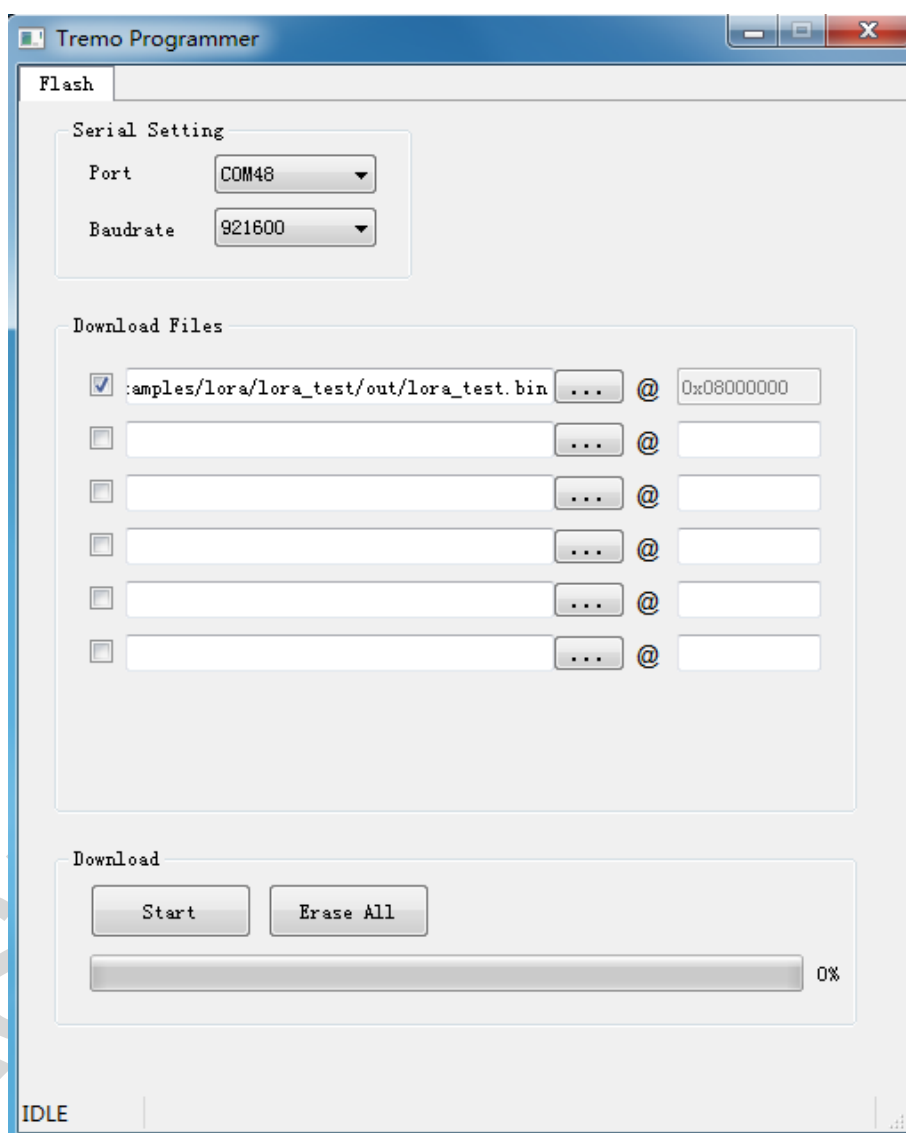 Tremo Programmer
Flash
Serial Setting
Port COM48
Baudrate 921600
Download Files
amples/lora/lora_test/out/lora_test.bin ... @ 0x08000000
... @
... @
... @
... @
... @
Download
Start Erase All
0%
IDLE